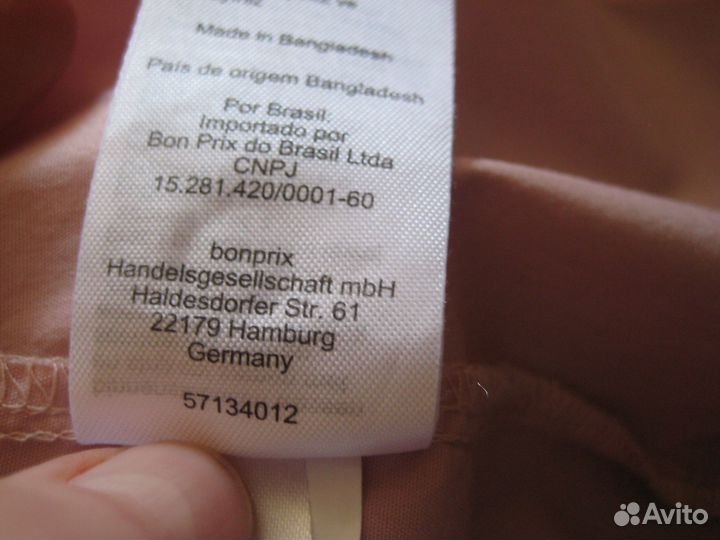 Made in Bangladesh
País de origem Bangladesh
Por Brasil:
Importado por
Bon Prix do Brasil Ltda
CNPJ
15.281.420/0001-60
bonprix
Handelsgesellschaft mbH
Haldesdorfer Str. 61
22179 Hamburg
Germany
57134012
Avito